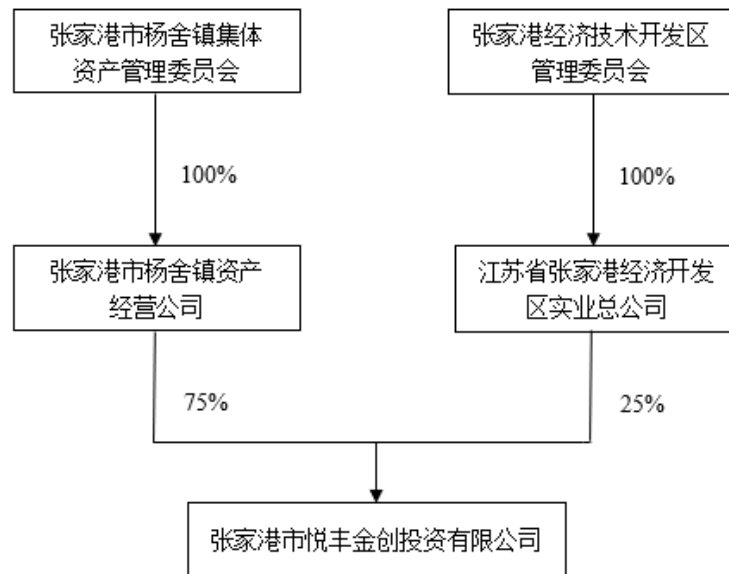 张家港市杨舍镇集体
资产管理委员会
张家港经济技术开发区
管理委员会
100%
100%
张家港市杨舍镇资产
经营公司
江苏省张家港经济开发
区实业总公司
75%
25%
张家港市悦丰金创投资有限公司